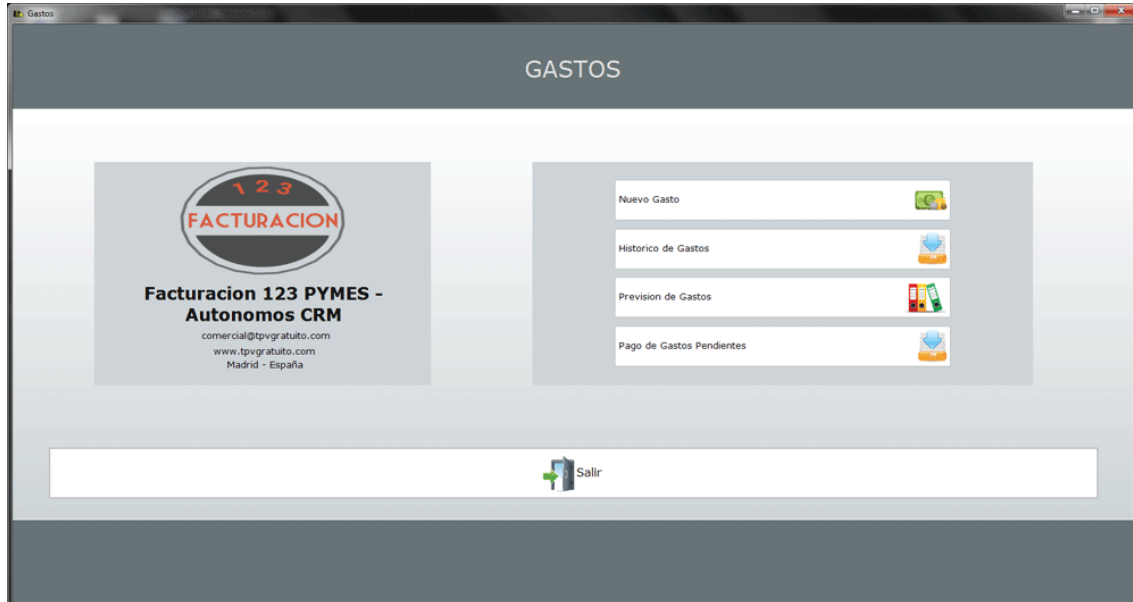 Gastos
GASTOS
1 2 3
FACTURACION
Facturacion 123 PYMES -
Autonomos CRM
comercial@tpvgratuito.com
www.tpvgratuito.com
Madrid - España
Nuevo Gasto
Historico de Gastos
Prevision de Gastos
Pago de Gastos Pendientes
Salir